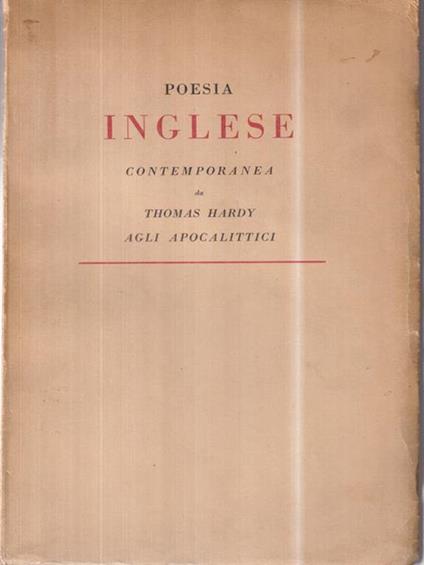 POESIA
INGLESE
CONTEMPORANEA
da
THOMAS HARDY
AGLI APOCALITTICI